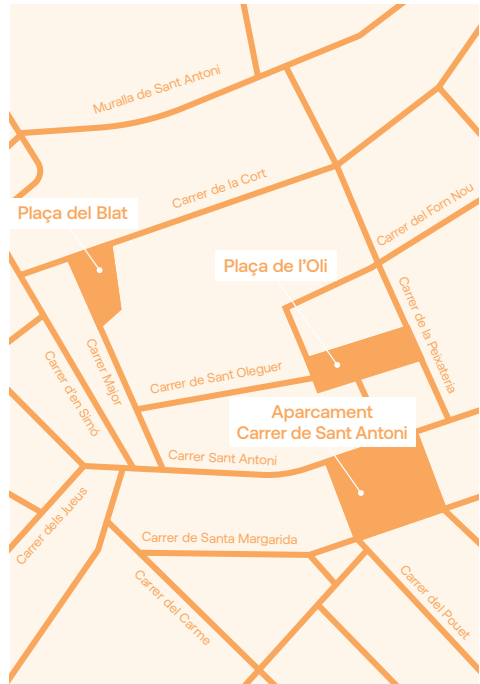 Muralla de Sant Antoni
Carrer de la Cort
Plaça del Blat
Carrer del Forn Nou
Plaça de l'Oli
Carrer de la Peixateria
Carrer Major
Carrer d'en Simó
Carrer de Sant Oleguer
Aparcament
Carrer de Sant Antoni
Carrer Sant Antoni
Carrer dels Jueus
Carrer de Santa Margarida
Carrer del Carme
Carrer del Pouet